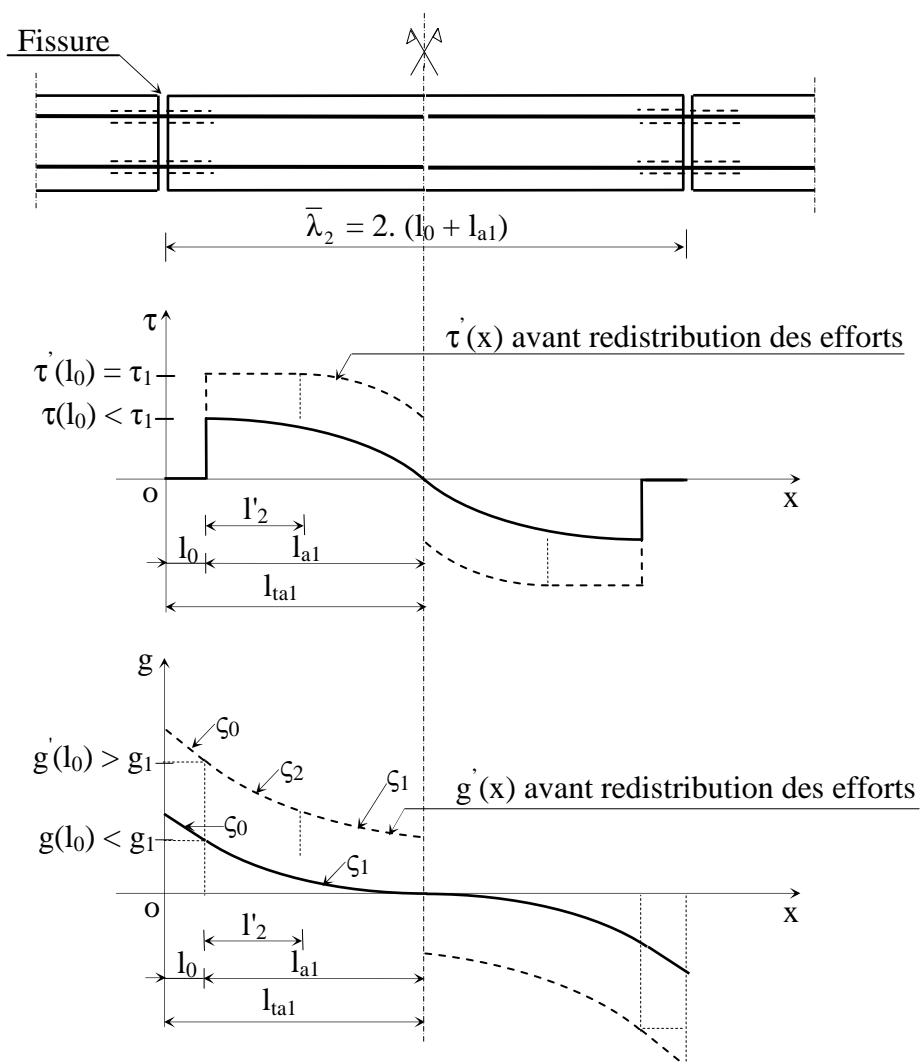 Fissure
λ̅₂ = 2. (l₀ + lₐ₁)
τ
τ'(x) avant redistribution des efforts
τ'(l₀) = τ₁
τ(l₀) < τ₁
o
x
l'₂
l₀
lₐ₁
lₜₐ₁
g
ς₀
g'(l₀) > g₁
ς₂
ς₁
g'(x) avant redistribution des efforts
ς₀
g(l₀) < g₁
ς₁
o
x
l'₂
l₀
lₐ₁
lₜₐ₁